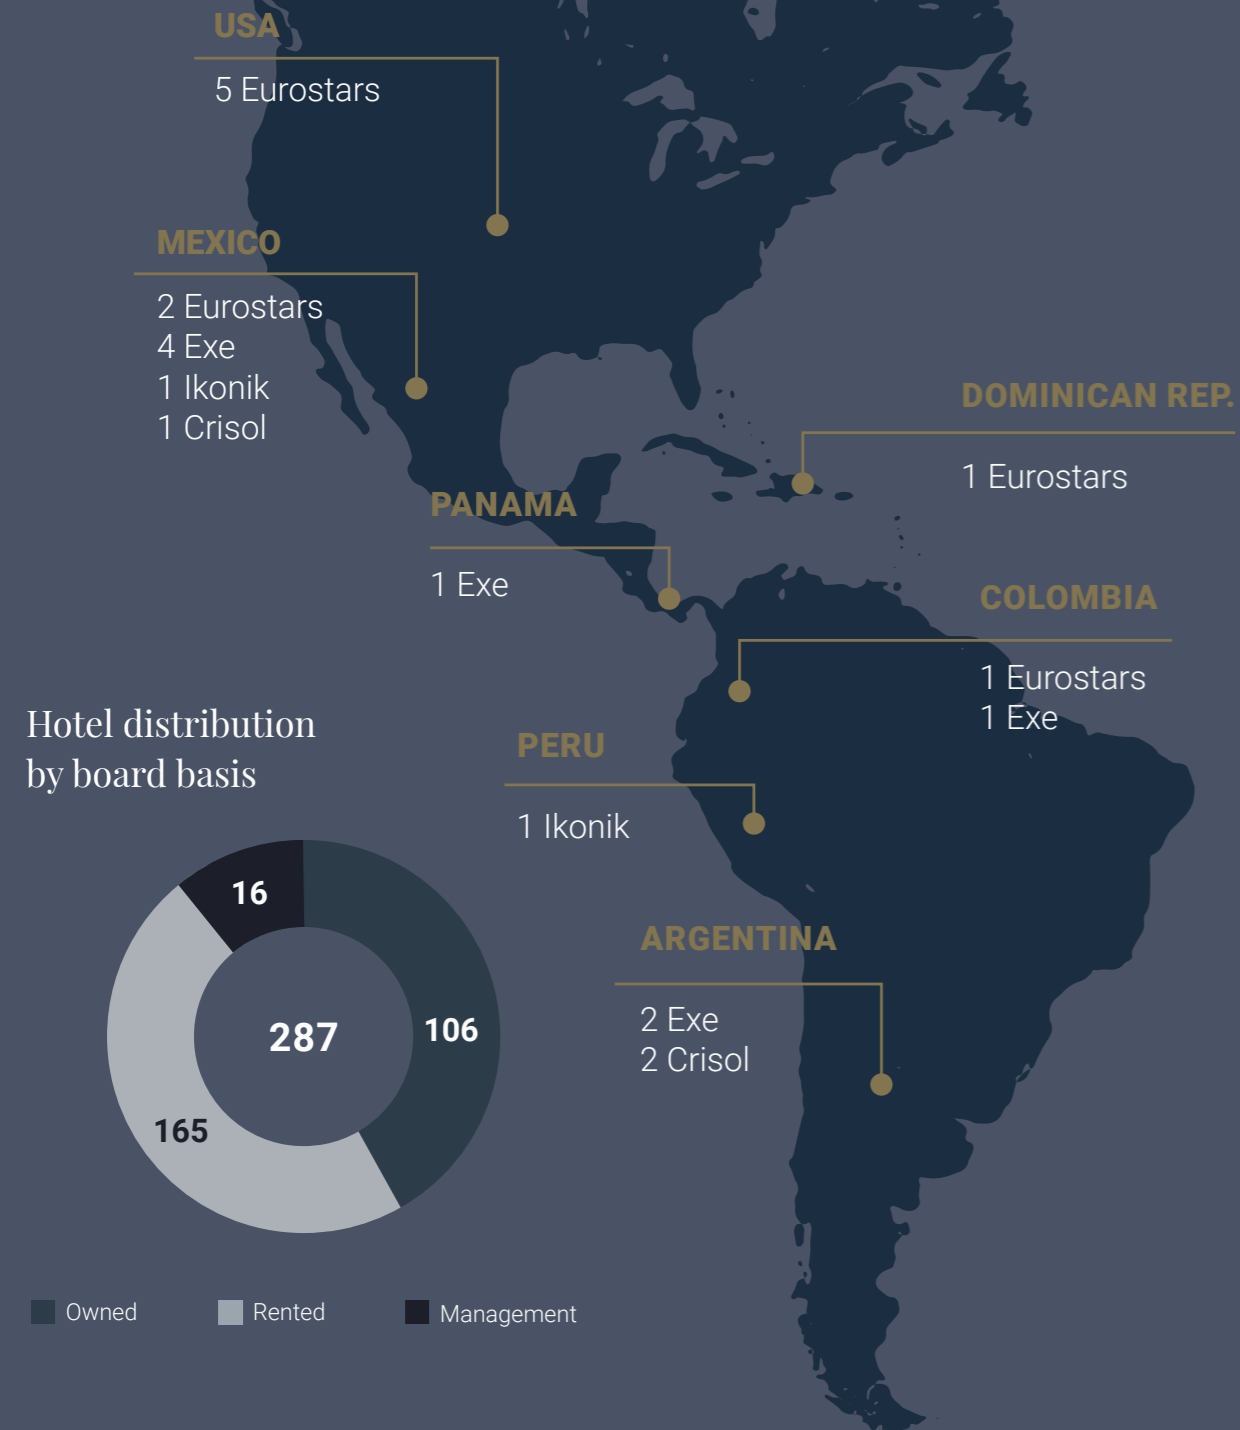 USA
5 Eurostars
MEXICO
2 Eurostars
4 Exe
1 Ikonik
1 Crisol
DOMINICAN REP.
1 Eurostars
PANAMA
1 Exe
COLOMBIA
1 Eurostars
1 Exe
PERU
1 Ikonik
ARGENTINA
2 Exe
2 Crisol
Hotel distribution
by board basis
16
287
106
165
Owned
Rented
Management